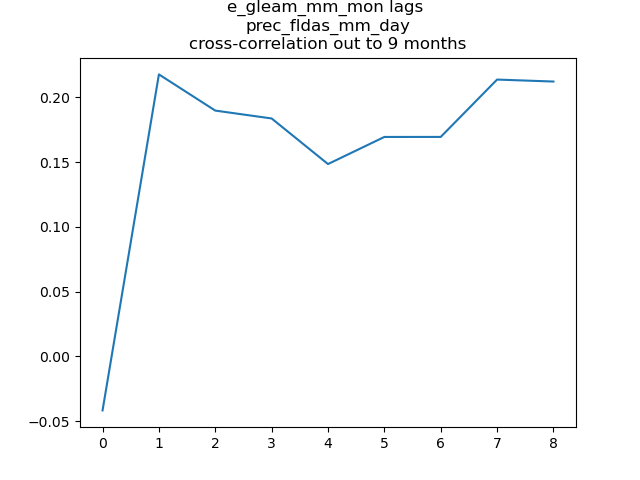 e_gleam_mm_mon lags
prec_fldas_mm_day
cross-correlation out to 9 months
0.20
0.15
0.10
0.05
0.00
−0.05
0 1 2 3 4 5 6 7 8